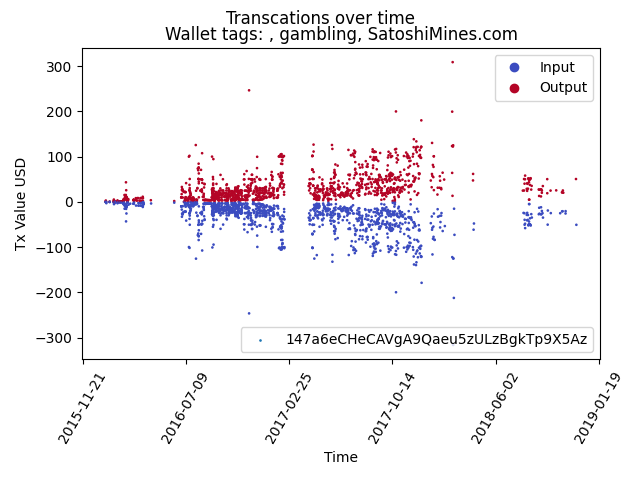 Transcations over time
Wallet tags: , gambling, SatoshiMines.com
Input
Output
300
200
100
0
−100
−200
−300
Tx Value USD
147a6eCHeCAVgA9Qaeu5zULzBgkTp9X5Az
2015-11-21
2016-07-09
2017-02-25
2017-10-14
2018-06-02
2019-01-19
Time